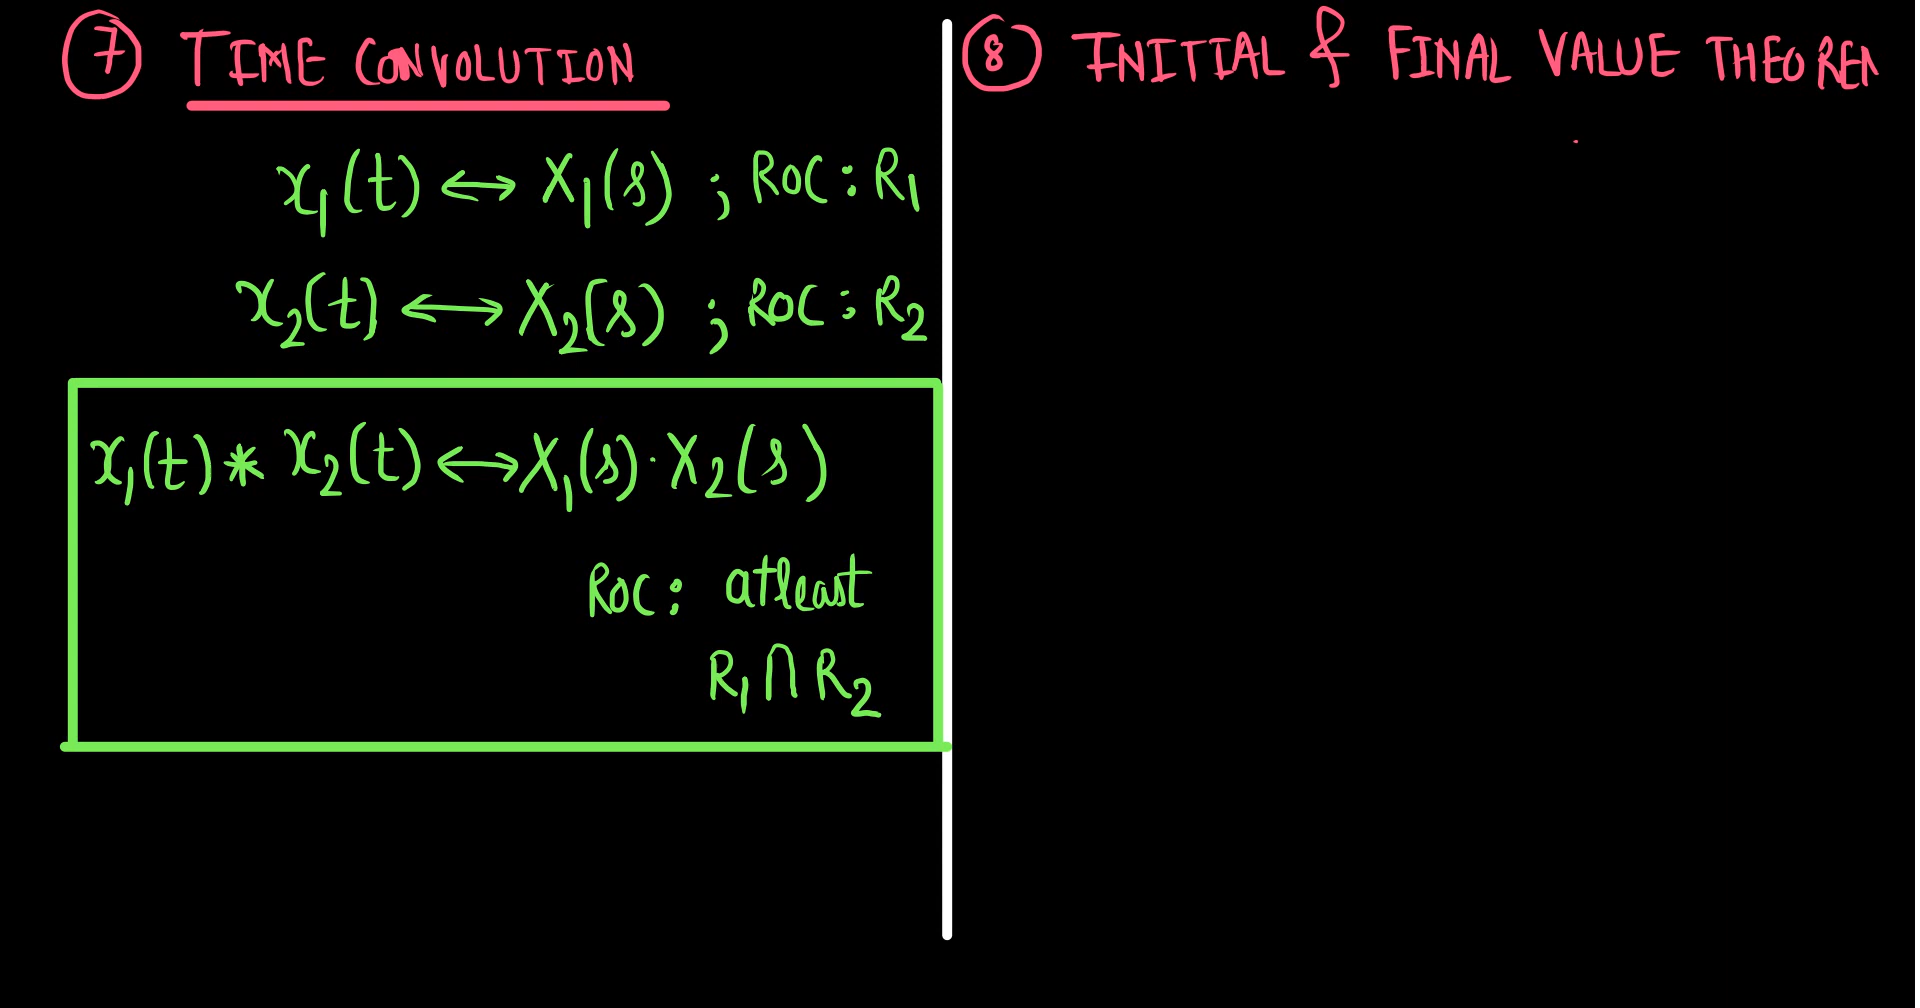 7 TIME CONVOLUTION
x₁(t) ↔ X₁(s) ; ROC : R₁
x₂(t) ↔ X₂(s) ; ROC : R₂
x₁(t) * x₂(t) ↔ X₁(s) · X₂(s)
ROC : atleast
R₁ ∩ R₂
8 INITIAL & FINAL VALUE THEOREM